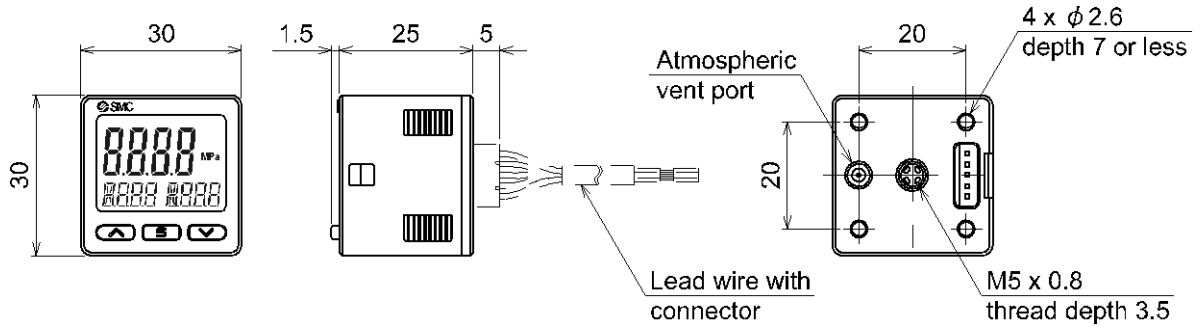 30
30
SMC
8.8.8.8
MPa
1.5
25
5
Lead wire with
connector
Atmospheric
vent port
20
20
4 x ϕ2.6
depth 7 or less
M5 x 0.8
thread depth 3.5
S